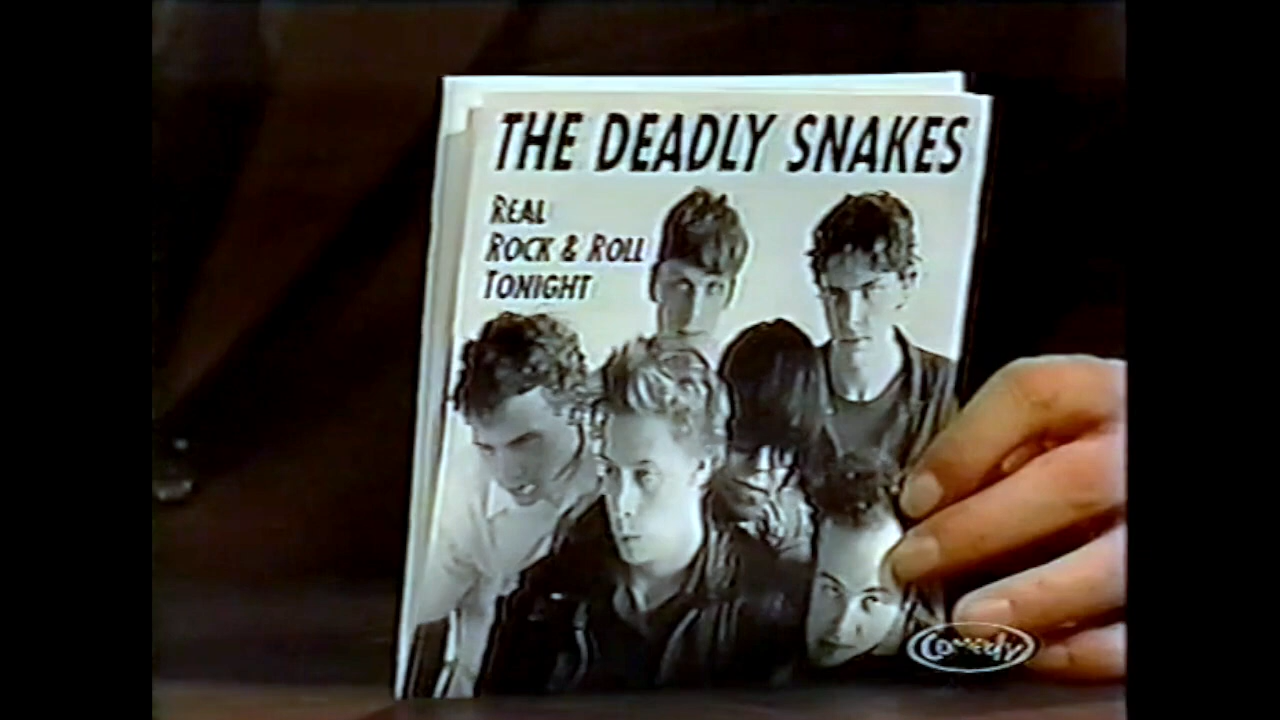 THE DEADLY SNAKES
REAL
ROCK & ROLL
TONIGHT
Comedy